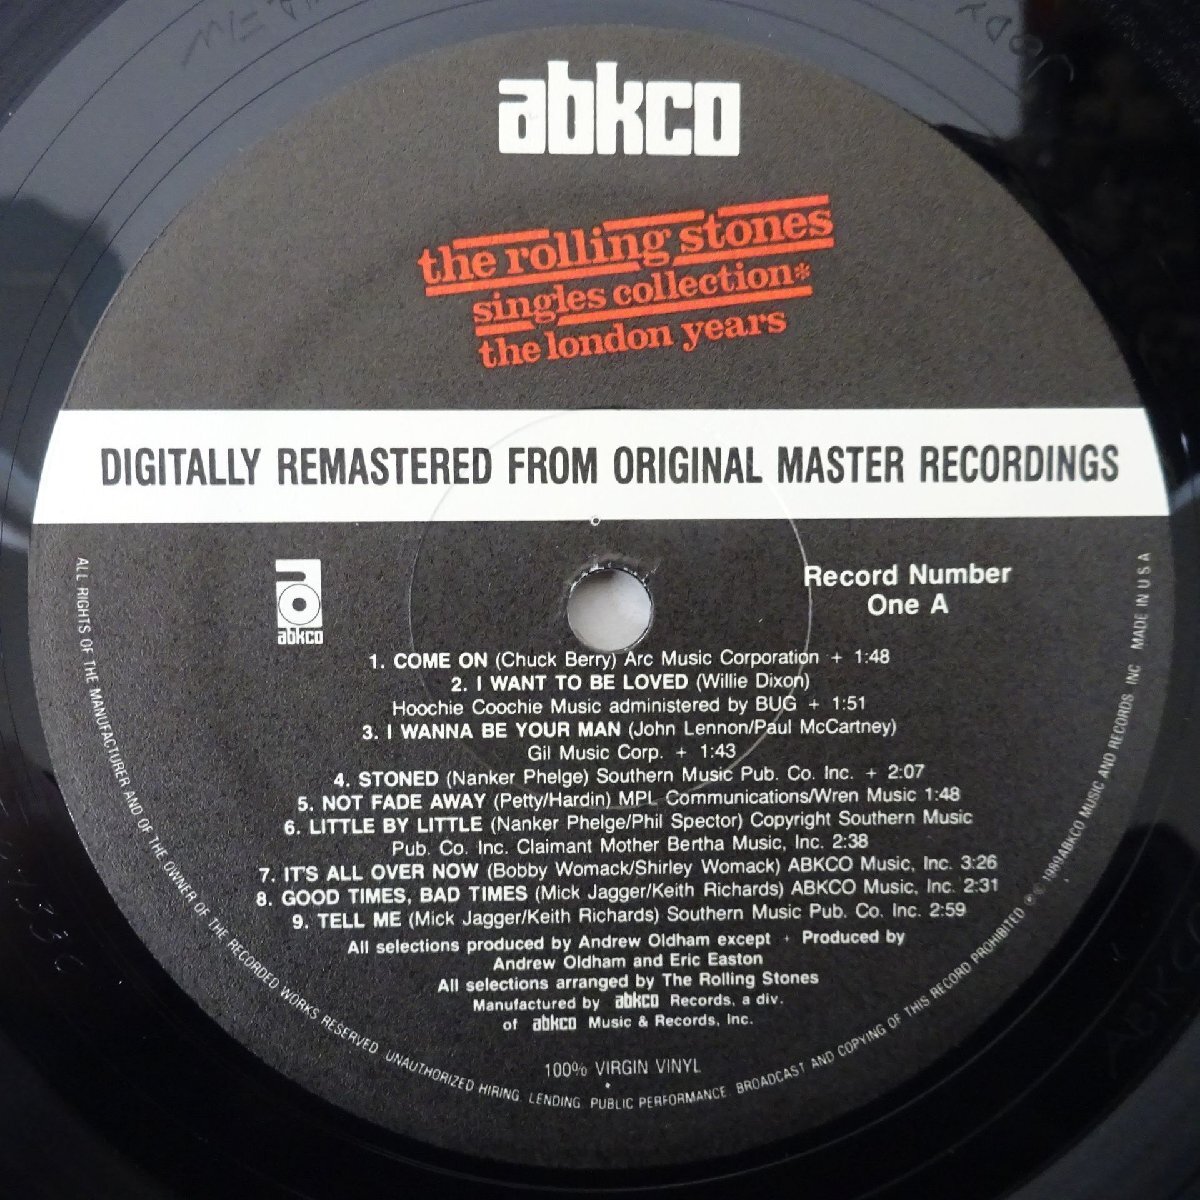 abkco
the rolling stones
singles collection*
the london years
DIGITALLY REMASTERED FROM ORIGINAL MASTER RECORDINGS
a
abkco
Record Number
One A
1. COME ON (Chuck Berry) Arc Music Corporation + 1:48
2. I WANT TO BE LOVED (Willie Dixon)
Hoochie Coochie Music administered by BUG + 1:51
3. I WANNA BE YOUR MAN (John Lennon/Paul McCartney)
Gil Music Corp. + 1:43
4. STONED (Nanker Phelge) Southern Music Pub. Co. Inc. + 2:07
5. NOT FADE AWAY (Petty/Hardin) MPL Communications/Wren Music 1:48
6. LITTLE BY LITTLE (Nanker Phelge/Phil Spector) Copyright Southern Music
Pub. Co. Inc. Claimant Mother Bertha Music, Inc. 2:38
7. IT'S ALL OVER NOW (Bobby Womack/Shirley Womack) ABKCO Music, Inc. 3:26
8. GOOD TIMES, BAD TIMES (Mick Jagger/Keith Richards) ABKCO Music, Inc. 2:31
9. TELL ME (Mick Jagger/Keith Richards) Southern Music Pub. Co. Inc. 2:59
All selections produced by Andrew Oldham except + Produced by
Andrew Oldham and Eric Easton
All selections arranged by The Rolling Stones
Manufactured by abkco Records, a div.
of abkco Music & Records, Inc.
100% VIRGIN VINYL
ALL RIGHTS OF THE MANUFACTURER AND OF THE OWNER OF THE RECORDED WORKS RESERVED UNAUTHORIZED HIRING. LENDING. PUBLIC PERFORMANCE. BROADCAST AND COPYING OF THIS RECORD PROHIBITED ℗ © 1989 ABKCO MUSIC AND RECORDS INC MADE IN U S A